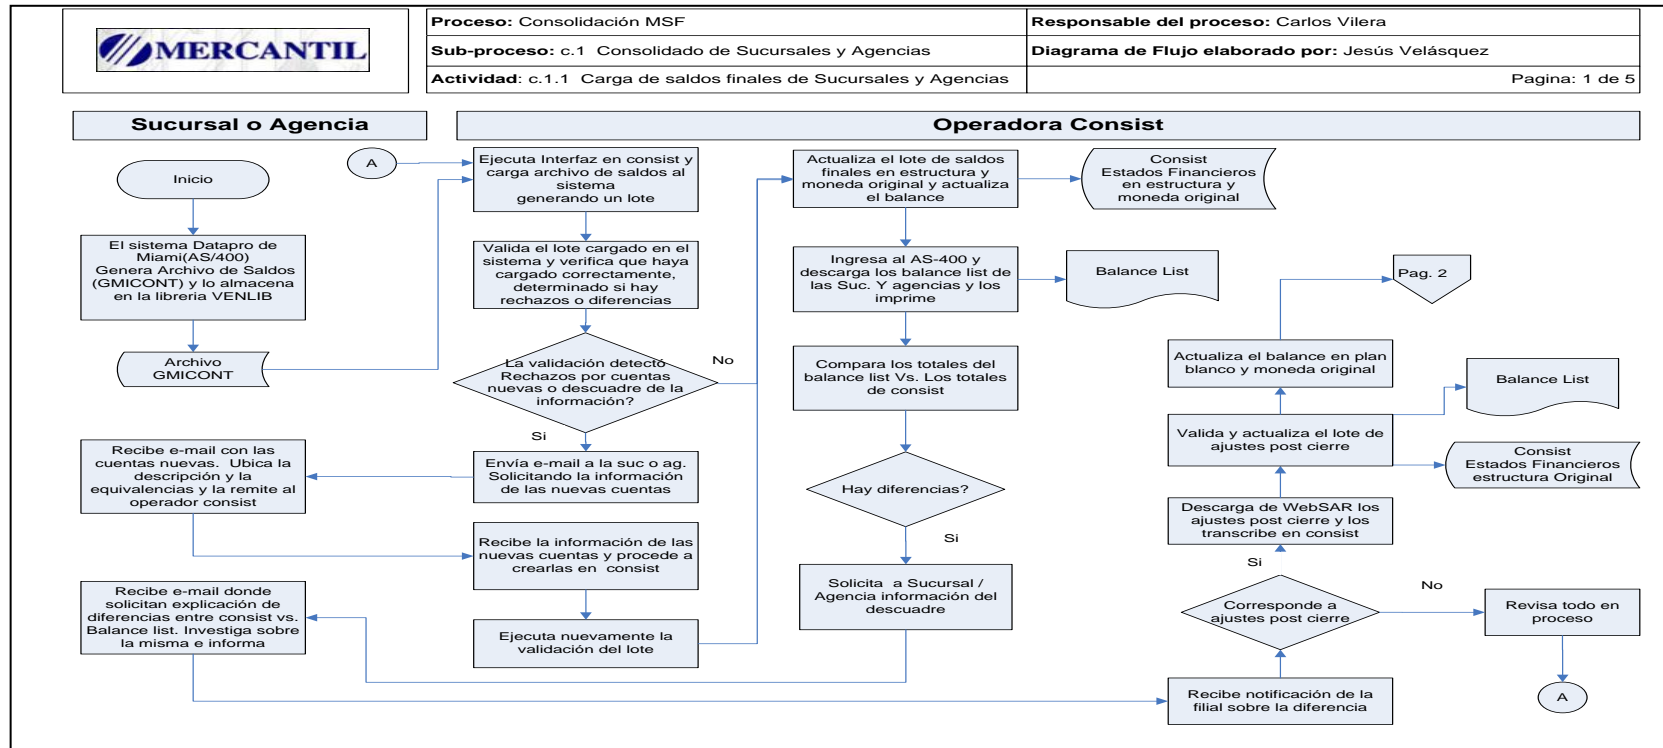 MERCANTIL
Proceso: Consolidación MSF
Responsable del proceso: Carlos Vilera
Sub-proceso: c.1 Consolidado de Sucursales y Agencias
Diagrama de Flujo elaborado por: Jesús Velásquez
Actividad: c.1.1 Carga de saldos finales de Sucursales y Agencias
Pagina: 1 de 5
Sucursal o Agencia
Operadora Consist
Inicio
El sistema Datapro de
Miami(AS/400)
Genera Archivo de Saldos
(GMICONT) y lo almacena
en la libreria VENLIB
Archivo
GMICONT
Recibe e-mail con las
cuentas nuevas. Ubica la
descripción y la
equivalencias y la remite al
operador consist
Recibe e-mail donde
solicitan explicación de
diferencias entre consist vs.
Balance list. Investiga sobre
la misma e informa
A
Ejecuta Interfaz en consist y
carga archivo de saldos al
sistema
generando un lote
Valida el lote cargado en el
sistema y verifica que haya
cargado correctamente,
determinado si hay
rechazos o diferencias
La validación detectó
Rechazos por cuentas
nuevas o descuadre de la
información?
No
Si
Envía e-mail a la suc o ag.
Solicitando la información
de las nuevas cuentas
Recibe la información de las
nuevas cuentas y procede a
crearlas en consist
Ejecuta nuevamente la
validación del lote
Actualiza el lote de saldos
finales en estructura y
moneda original y actualiza
el balance
Consist
Estados Financieros
en estructura y
moneda original
Ingresa al AS-400 y
descarga los balance list de
las Suc. Y agencias y los
imprime
Balance List
Compara los totales del
balance list Vs. Los totales
de consist
Hay diferencias?
Si
Solicita a Sucursal /
Agencia información del
descuadre
Pag. 2
Actualiza el balance en plan
blanco y moneda original
Balance List
Valida y actualiza el lote de
ajustes post cierre
Consist
Estados Financieros
estructura Original
Descarga de WebSAR los
ajustes post cierre y los
transcribe en consist
Si
Corresponde a
ajustes post cierre
No
Revisa todo en
proceso
Recibe notificación de la
filial sobre la diferencia
A